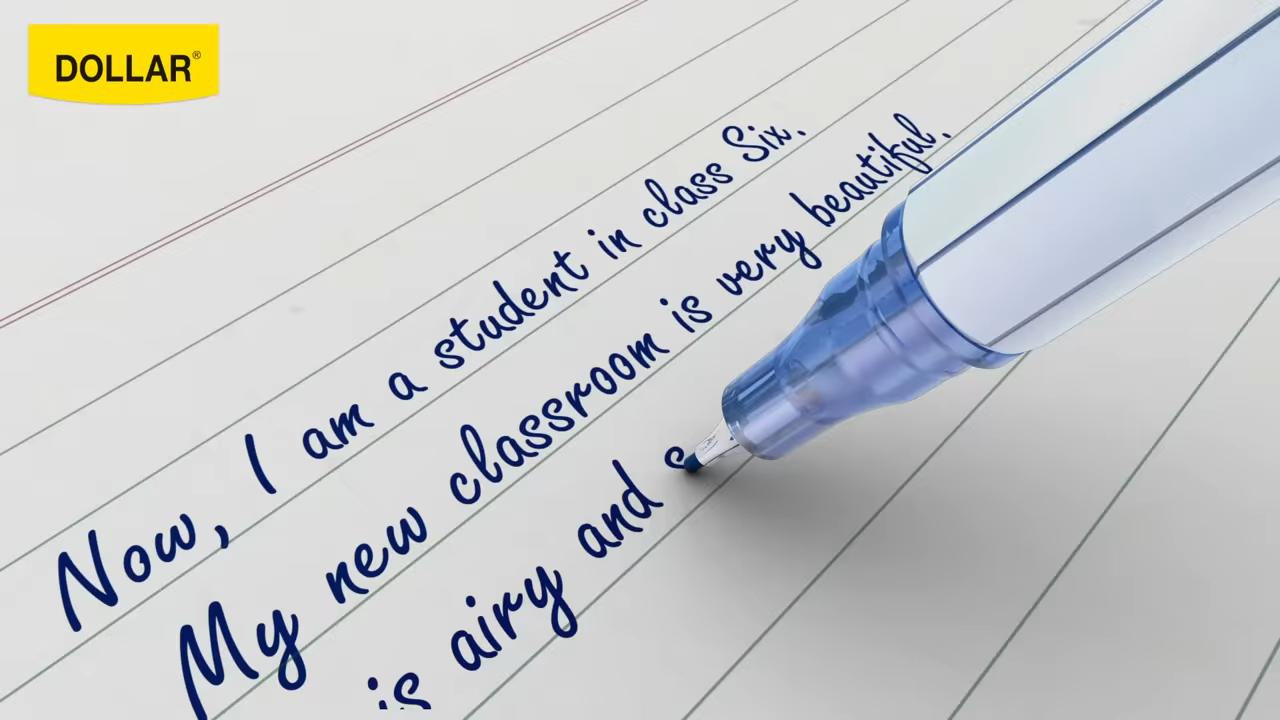 DOLLAR®
Now, I am a student in class Six.
My new classroom is very beautiful.
is airy and s